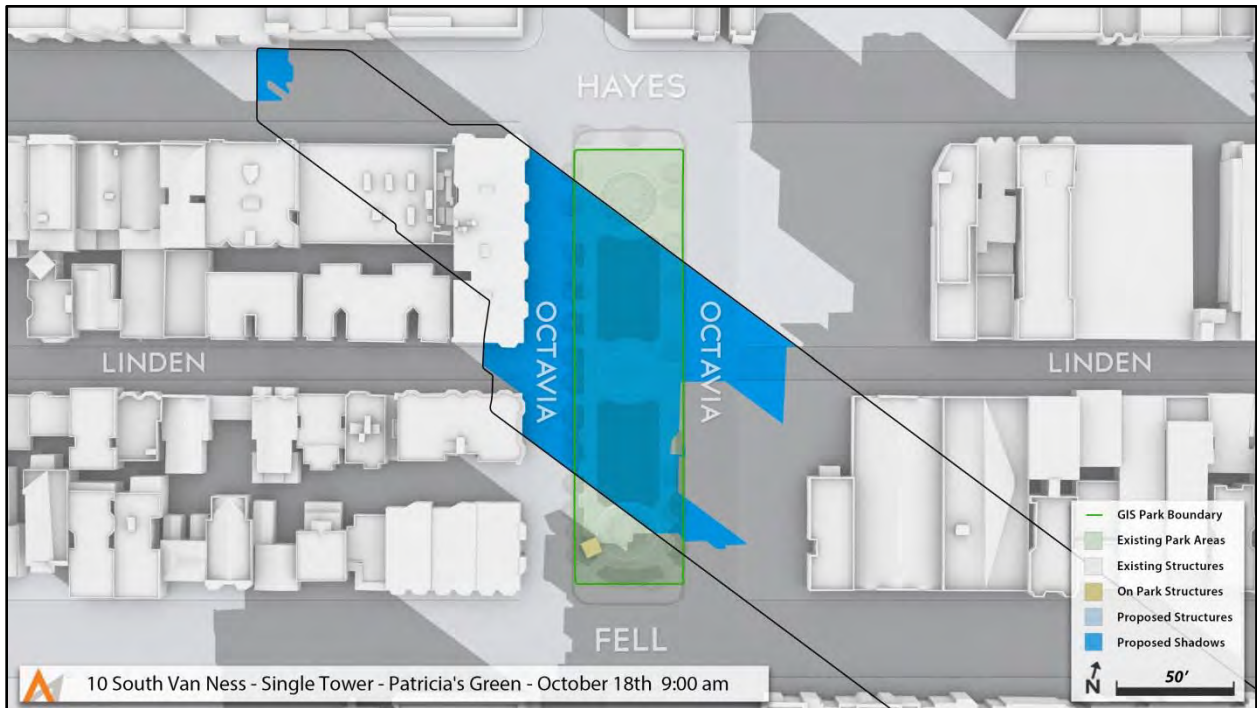 HAYES
OCTAVIA
OCTAVIA
LINDEN
LINDEN
FELL
GIS Park Boundary
Existing Park Areas
Existing Structures
On Park Structures
Proposed Structures
Proposed Shadows
N
50'
10 South Van Ness - Single Tower - Patricia's Green - October 18th 9:00 am